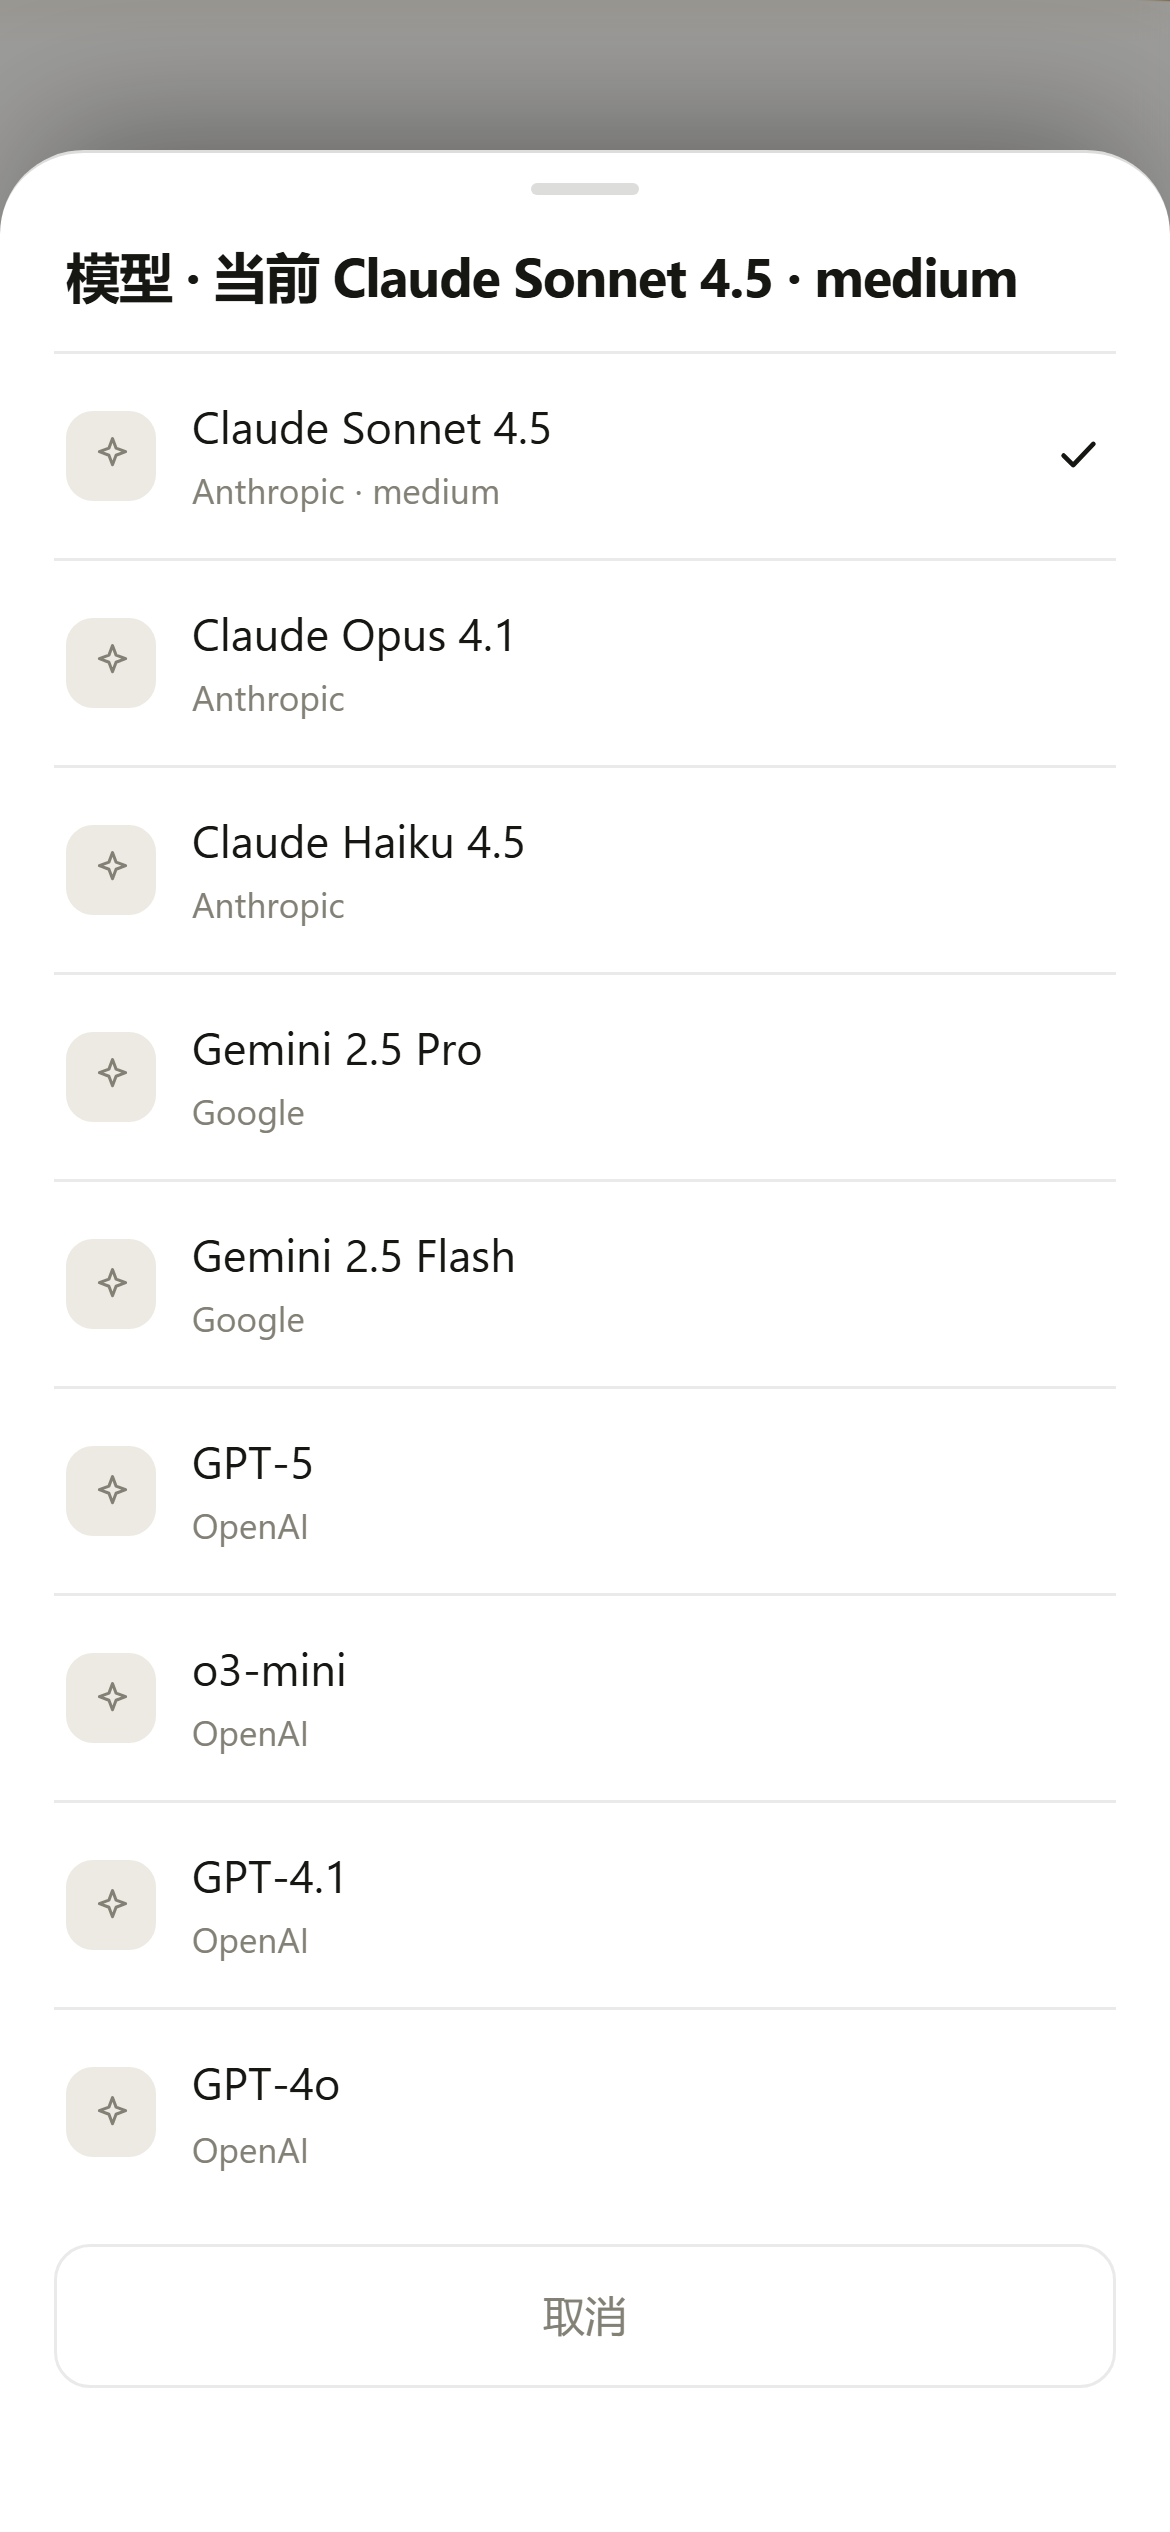 模型 · 当前 Claude Sonnet 4.5 · medium
Claude Sonnet 4.5
Anthropic · medium
Claude Opus 4.1
Anthropic
Claude Haiku 4.5
Anthropic
Gemini 2.5 Pro
Google
Gemini 2.5 Flash
Google
GPT-5
OpenAI
o3-mini
OpenAI
GPT-4.1
OpenAI
GPT-4o
OpenAI
取消